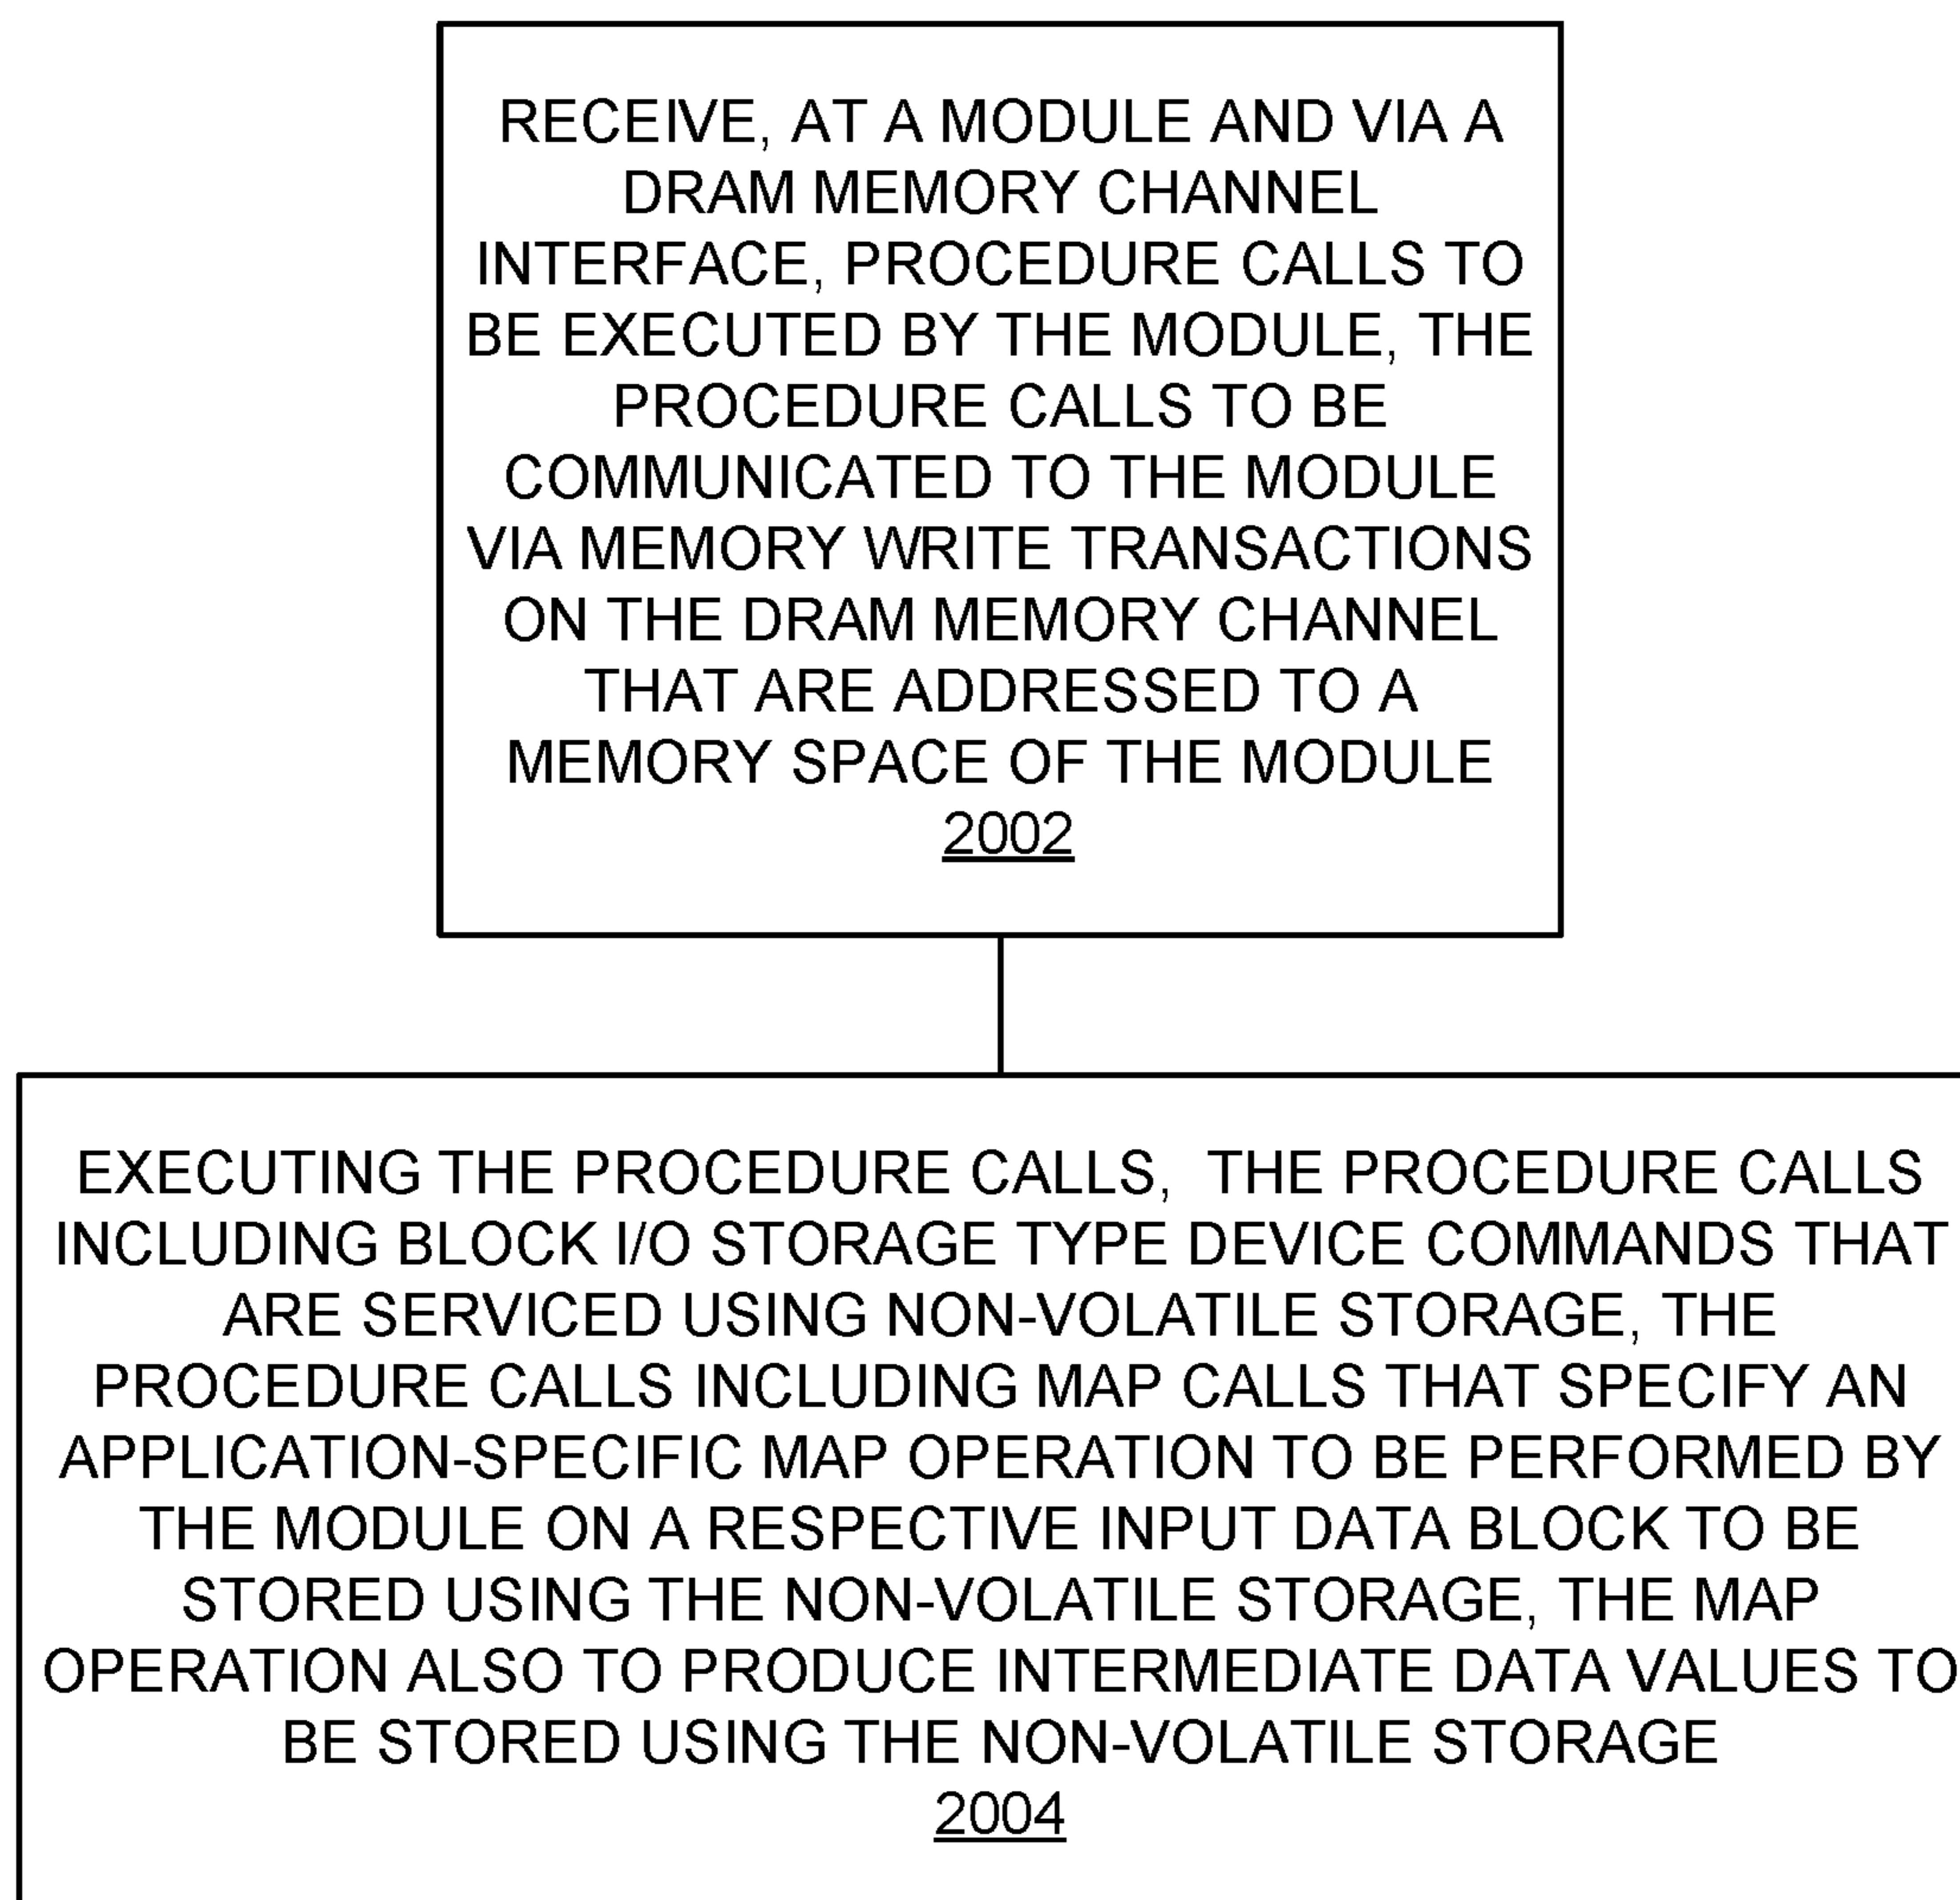 RECEIVE, AT A MODULE AND VIA A
DRAM MEMORY CHANNEL
INTERFACE, PROCEDURE CALLS TO
BE EXECUTED BY THE MODULE, THE
PROCEDURE CALLS TO BE
COMMUNICATED TO THE MODULE
VIA MEMORY WRITE TRANSACTIONS
ON THE DRAM MEMORY CHANNEL
THAT ARE ADDRESSED TO A
MEMORY SPACE OF THE MODULE
2002
EXECUTING THE PROCEDURE CALLS, THE PROCEDURE CALLS
INCLUDING BLOCK I/O STORAGE TYPE DEVICE COMMANDS THAT
ARE SERVICED USING NON-VOLATILE STORAGE, THE
PROCEDURE CALLS INCLUDING MAP CALLS THAT SPECIFY AN
APPLICATION-SPECIFIC MAP OPERATION TO BE PERFORMED BY
THE MODULE ON A RESPECTIVE INPUT DATA BLOCK TO BE
STORED USING THE NON-VOLATILE STORAGE, THE MAP
OPERATION ALSO TO PRODUCE INTERMEDIATE DATA VALUES TO
BE STORED USING THE NON-VOLATILE STORAGE
2004